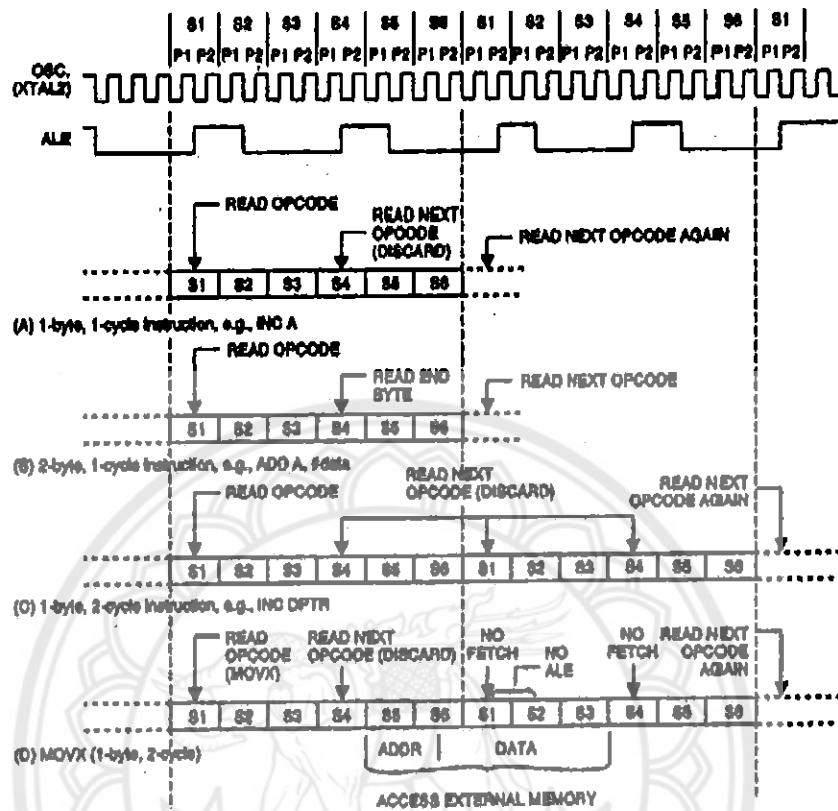 S1 S2 S3 S4 S5 S6 S1 S2 S3 S4 S5 S6 S1
P1 P2 P1 P2 P1 P2 P1 P2 P1 P2 P1 P2 P1 P2 P1 P2 P1 P2 P1 P2 P1 P2 P1 P2 P1 P2
OSC.
(XTAL2)
ALE
READ OPCODE
READ NEXT
OPCODE
(DISCARD)
READ NEXT OPCODE AGAIN
S1 S2 S3 S4 S5 S6
(A) 1-byte, 1-cycle Instruction, e.g., INC A
READ OPCODE
READ 2ND
BYTE
READ NEXT OPCODE
S1 S2 S3 S4 S5 S6
(B) 2-byte, 1-cycle Instruction, e.g., ADD A, #data
READ OPCODE
READ NEXT
OPCODE (DISCARD)
READ NEXT
OPCODE AGAIN
S1 S2 S3 S4 S5 S6 S1 S2 S3 S4 S5 S6
(C) 1-byte, 2-cycle Instruction, e.g., INC DPTR
READ
OPCODE
(MOVX)
READ NEXT
OPCODE (DISCARD)
NO
FETCH
NO
ALE
NO
FETCH
READ NEXT
OPCODE
AGAIN
S1 S2 S3 S4 S5 S6 S1 S2 S3 S4 S5 S6
(D) MOVX (1-byte, 2-cycle)
ADDR DATA
ACCESS EXTERNAL MEMORY